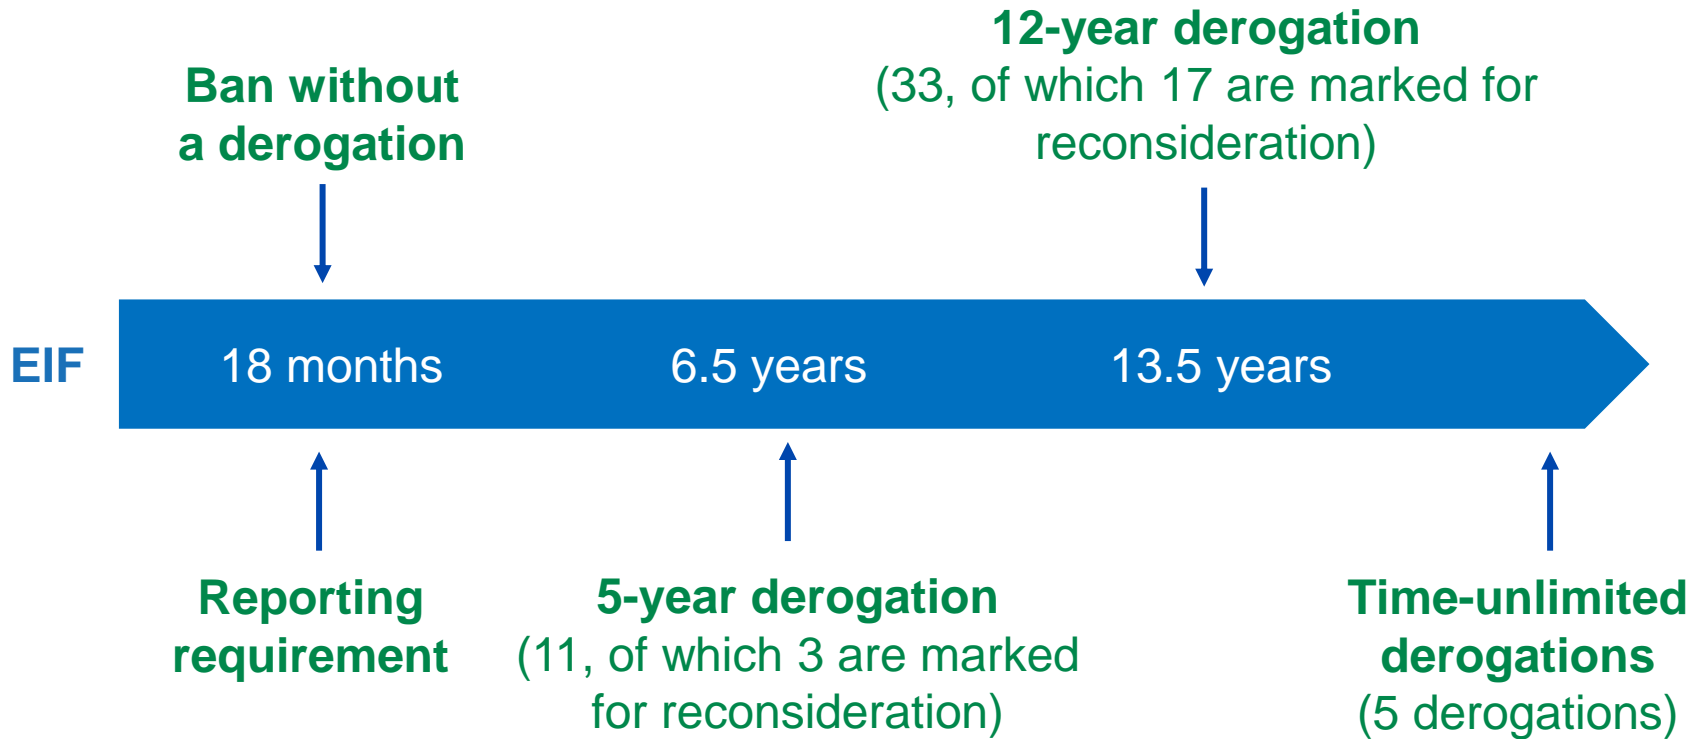 12-year derogation
(33, of which 17 are marked for
reconsideration)
Ban without
a derogation
EIF
18 months
6.5 years
13.5 years
Reporting
requirement
5-year derogation
(11, of which 3 are marked
for reconsideration)
Time-unlimited
derogations
(5 derogations)